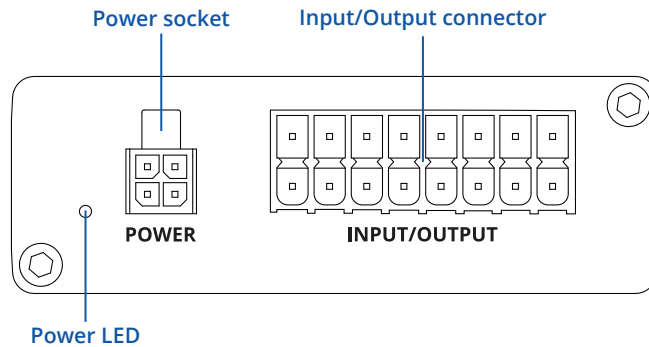 Power socket
Input/Output connector
POWER
INPUT/OUTPUT
Power LED